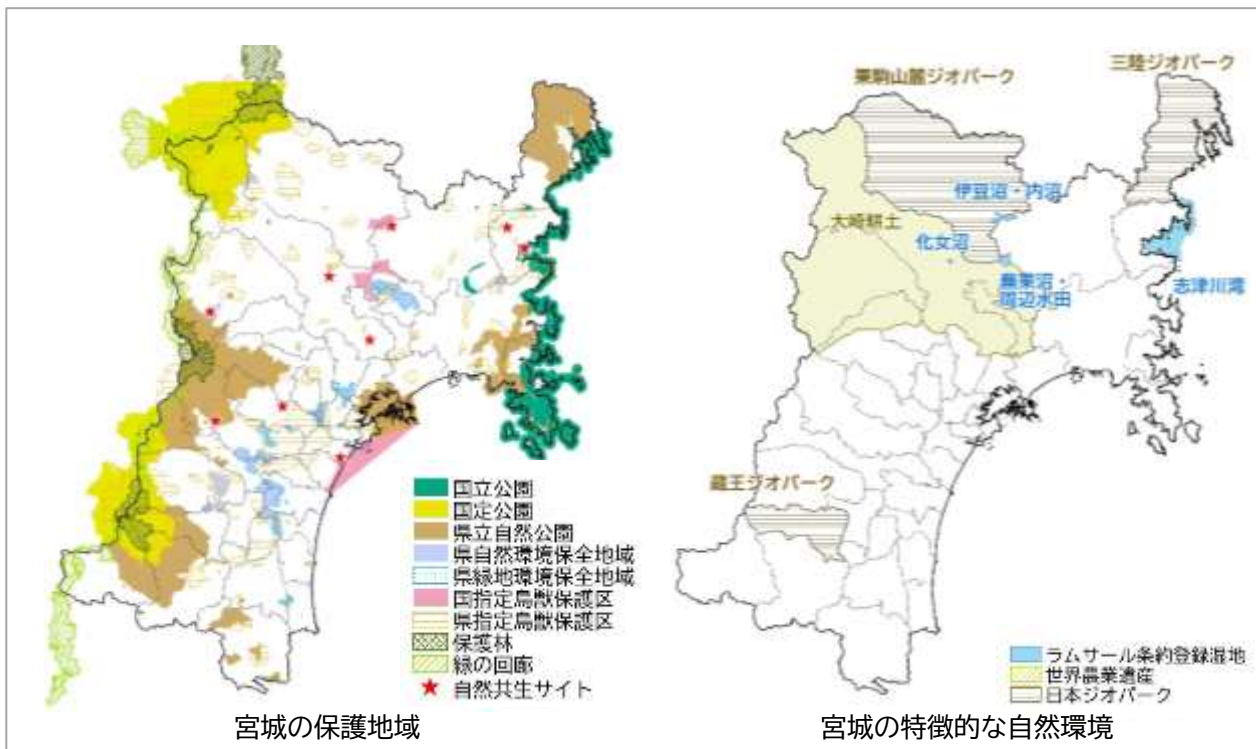 国立公園
国定公園
県立自然公園
県自然環境保全地域
県緑地環境保全地域
国指定鳥獣保護区
県指定鳥獣保護区
保護林
緑の回廊
自然共生サイト
宮城の保護地域
栗駒山麓ジオパーク
三陸ジオパーク
伊豆沼・内沼
大崎耕土
化女沼
蕪栗沼・
周辺水田
志津川湾
蔵王ジオパーク
ラムサール条約登録湿地
世界農業遺産
日本ジオパーク
宮城の特徴的な自然環境